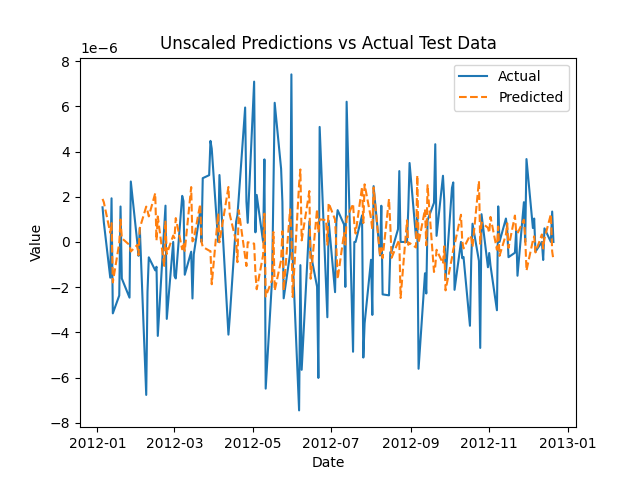 Unscaled Predictions vs Actual Test Data
1e−6
8
6
4
2
0
−2
−4
−6
−8
Value
Actual
Predicted
2012-01 2012-03 2012-05 2012-07 2012-09 2012-11 2013-01
Date